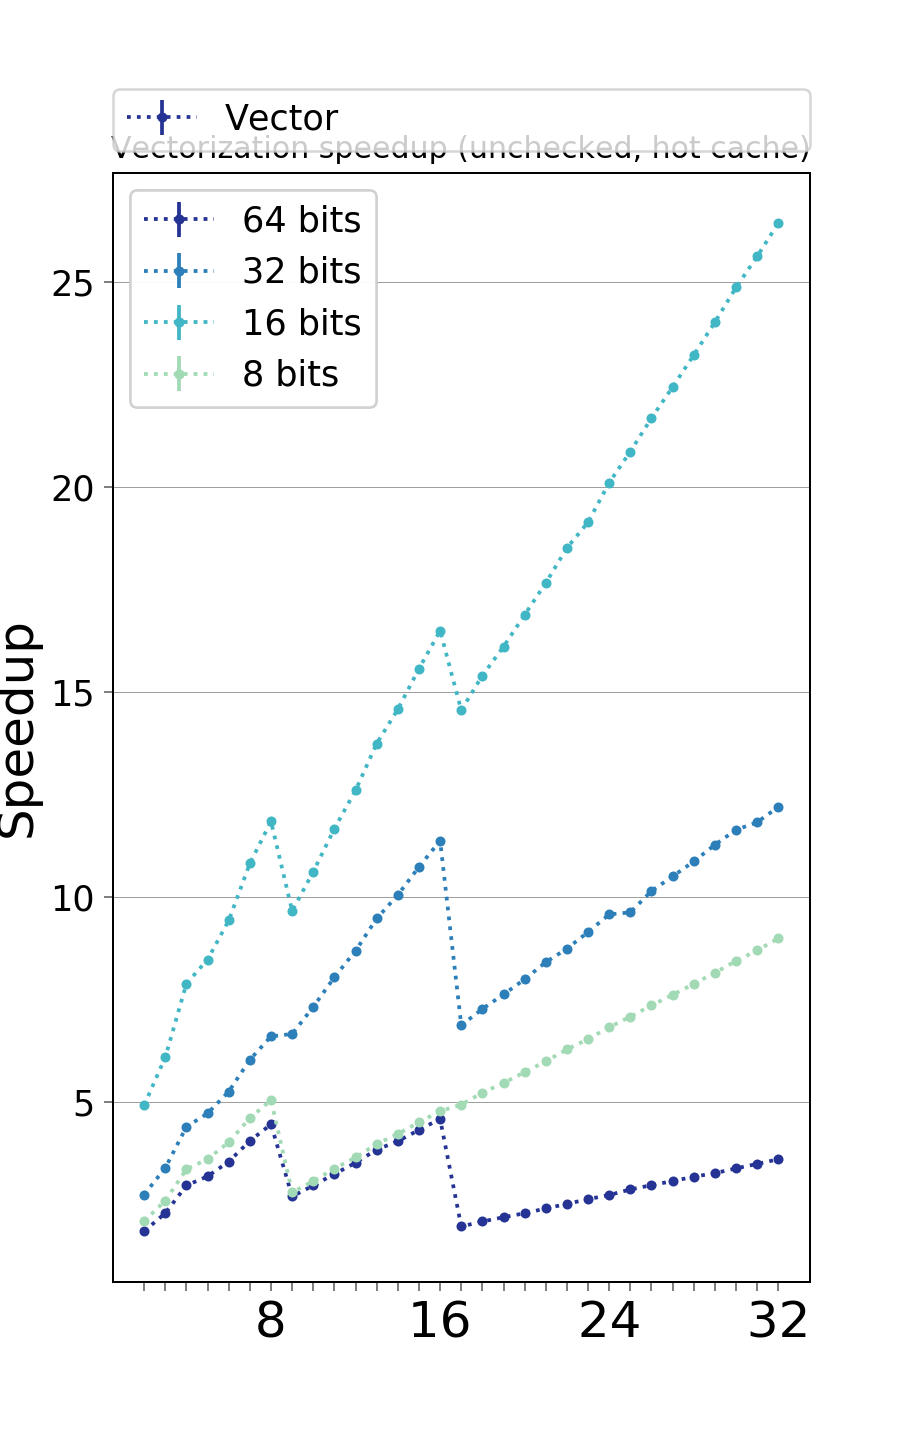 Vector
Vectorization speedup (unchecked, hot cache)
64 bits
32 bits
16 bits
8 bits
25
20
15
10
5
Speedup
8 16 24 32